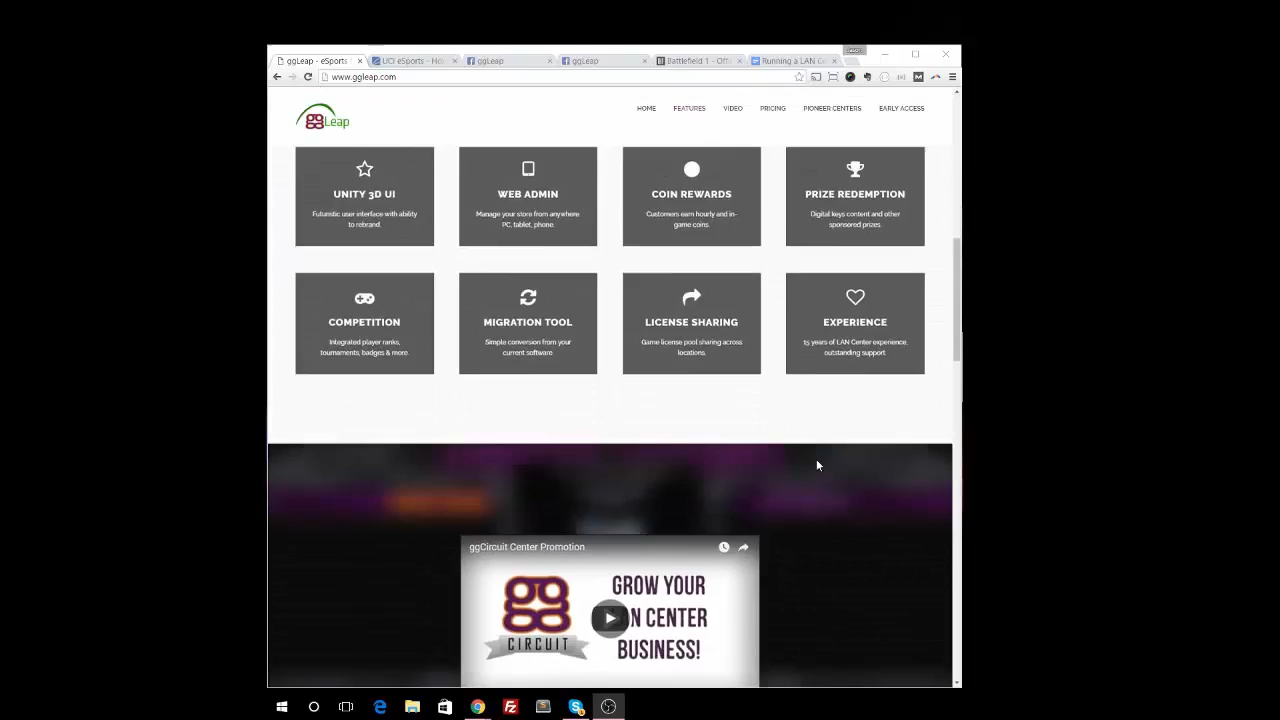 ggLeap - eSports
UCI eSports - Ho
ggLeap
ggLeap
Battlefield 1 - Offi
Running a LAN Ce
www.ggleap.com
ggLeap
HOME
FEATURES
VIDEO
PRICING
PIONEER CENTERS
EARLY ACCESS
UNITY 3D UI
Futuristic user interface with ability
to rebrand.
WEB ADMIN
Manage your store from anywhere
PC, tablet, phone.
COIN REWARDS
Customers earn hourly and in-
game coins.
PRIZE REDEMPTION
Digital keys content and other
sponsored prizes.
COMPETITION
Integrated player ranks,
tournaments, badges & more.
MIGRATION TOOL
Simple conversion from your
current software.
LICENSE SHARING
Game license pool sharing across
locations.
EXPERIENCE
15 years of LAN Center experience,
outstanding support.
ggCircuit Center Promotion
gg
CIRCUIT
GROW YOUR
N CENTER
BUSINESS!